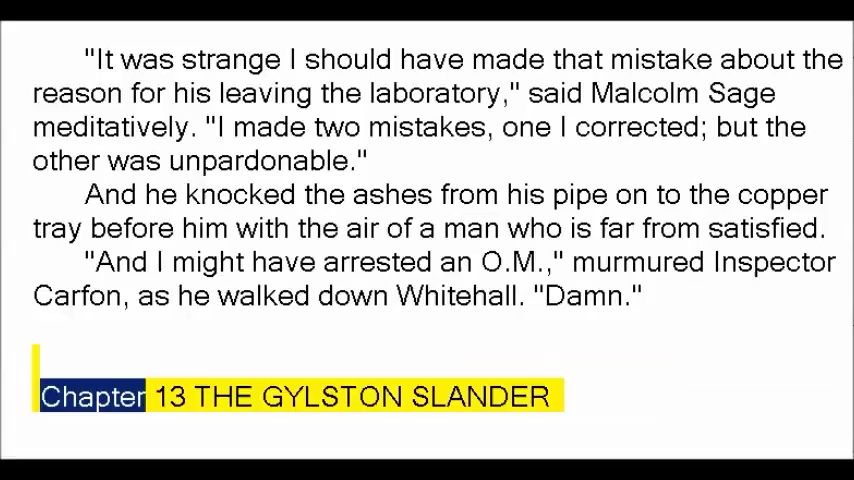 "It was strange I should have made that mistake about the
reason for his leaving the laboratory," said Malcolm Sage
meditatively. "I made two mistakes, one I corrected; but the
other was unpardonable."
And he knocked the ashes from his pipe on to the copper
tray before him with the air of a man who is far from satisfied.
"And I might have arrested an O.M.," murmured Inspector
Carfon, as he walked down Whitehall. "Damn."
Chapter 13 THE GYLSTON SLANDER